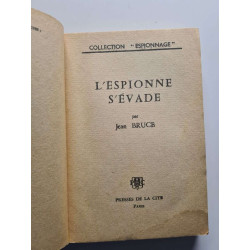 COLLECTION "ESPIONNAGE"
L'ESPIONNE
S'ÉVADE
par
Jean BRUCE
PRESSES DE LA CITÉ
PARIS